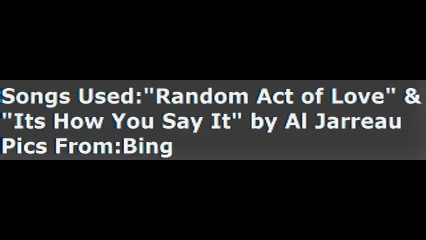 Songs Used:"Random Act of Love" &
"Its How You Say It" by Al Jarreau
Pics From:Bing